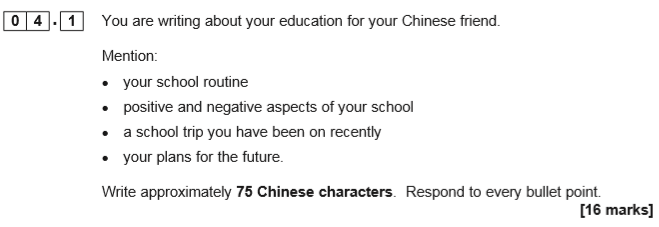 04.1 You are writing about your education for your Chinese friend.
Mention:
• your school routine
• positive and negative aspects of your school
• a school trip you have been on recently
• your plans for the future.
Write approximately 75 Chinese characters. Respond to every bullet point.
[16 marks]